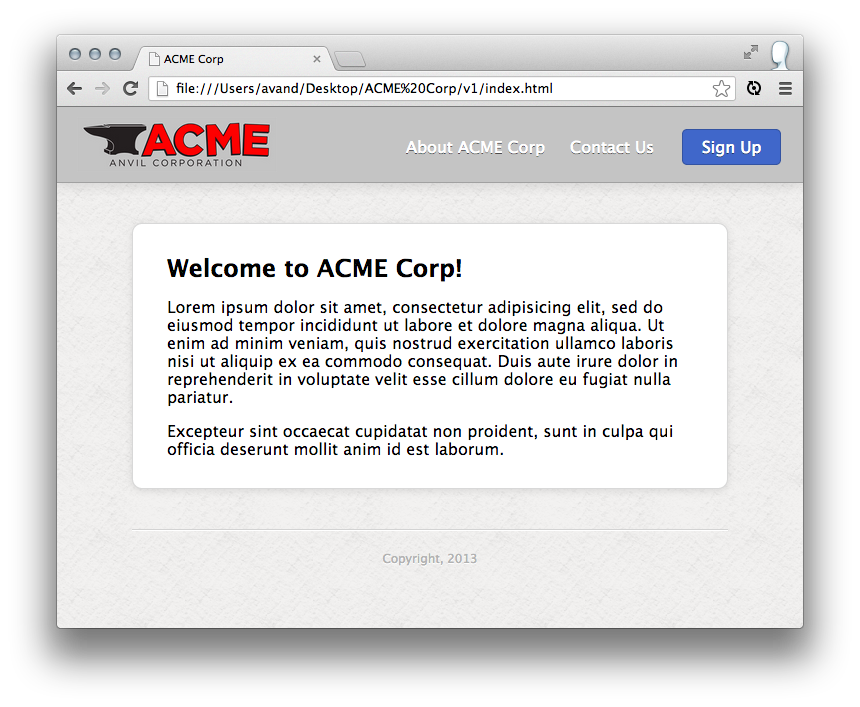 ACME Corp
file:///Users/avand/Desktop/ACME%20Corp/v1/index.html
ACME
ANVIL CORPORATION
About ACME Corp
Contact Us
Sign Up
Welcome to ACME Corp!
Lorem ipsum dolor sit amet, consectetur adipisicing elit, sed do
eiusmod tempor incididunt ut labore et dolore magna aliqua. Ut
enim ad minim veniam, quis nostrud exercitation ullamco laboris
nisi ut aliquip ex ea commodo consequat. Duis aute irure dolor in
reprehenderit in voluptate velit esse cillum dolore eu fugiat nulla
pariatur.
Excepteur sint occaecat cupidatat non proident, sunt in culpa qui
officia deserunt mollit anim id est laborum.
Copyright, 2013